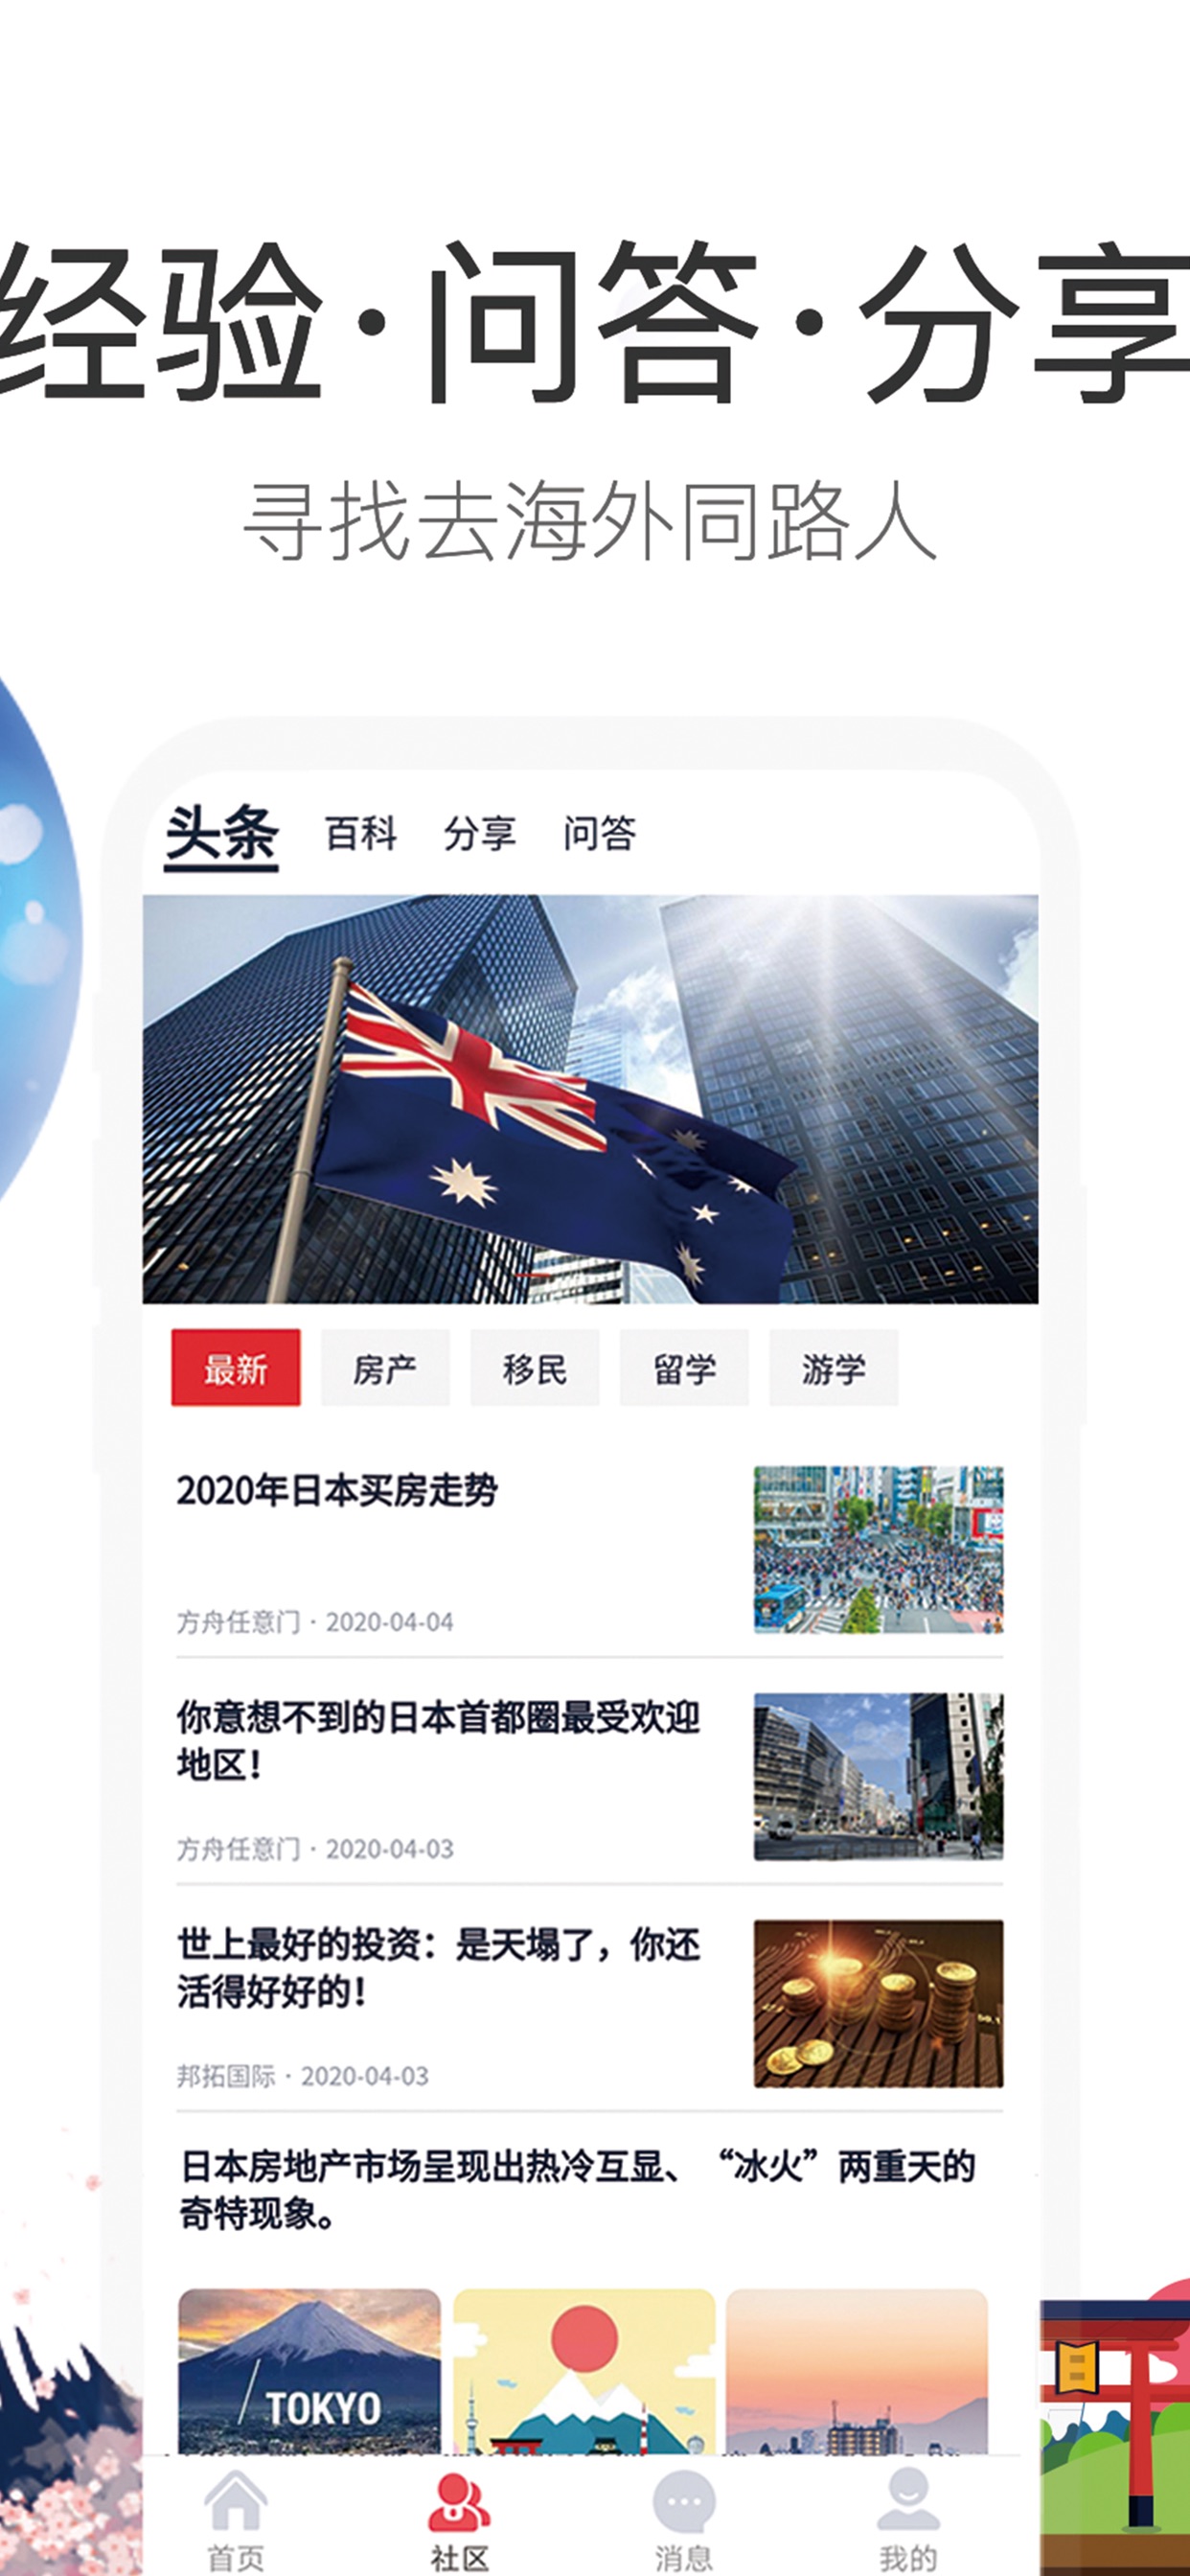 经验·问答·分享
寻找去海外同路人
头条 百科 分享 问答
最新 房产 移民 留学 游学
2020年日本买房走势
方舟任意门 · 2020-04-04
你意想不到的日本首都圈最受欢迎
地区！
方舟任意门 · 2020-04-03
世上最好的投资：是天塌了，你还
活得好好的！
邦拓国际 · 2020-04-03
日本房地产市场呈现出热冷互显、“冰火”两重天的
奇特现象。
TOKYO
首页 社区 消息 我的